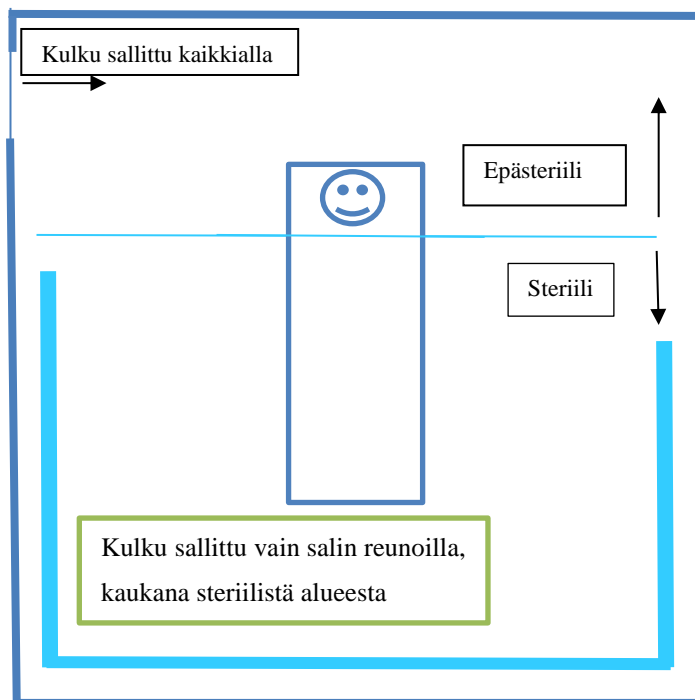 Kulku sallittu kaikkialla
Epästeriili
Steriili
Kulku sallittu vain salin reunoilla,
kaukana steriilistä alueesta